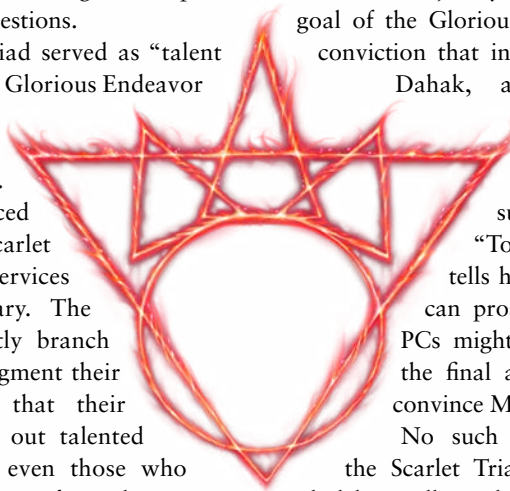 estions.
iad served as “talent
Glorious Endeavor
.
ced
carlet
ervices
ary. The
tly branch
gment their
that their
out talented
even those who
goal of the Gloriou
conviction that in
Dahak, a
su
“To
tells h
can pro
PCs might
the final a
convince M
No such
the Scarlet Tria